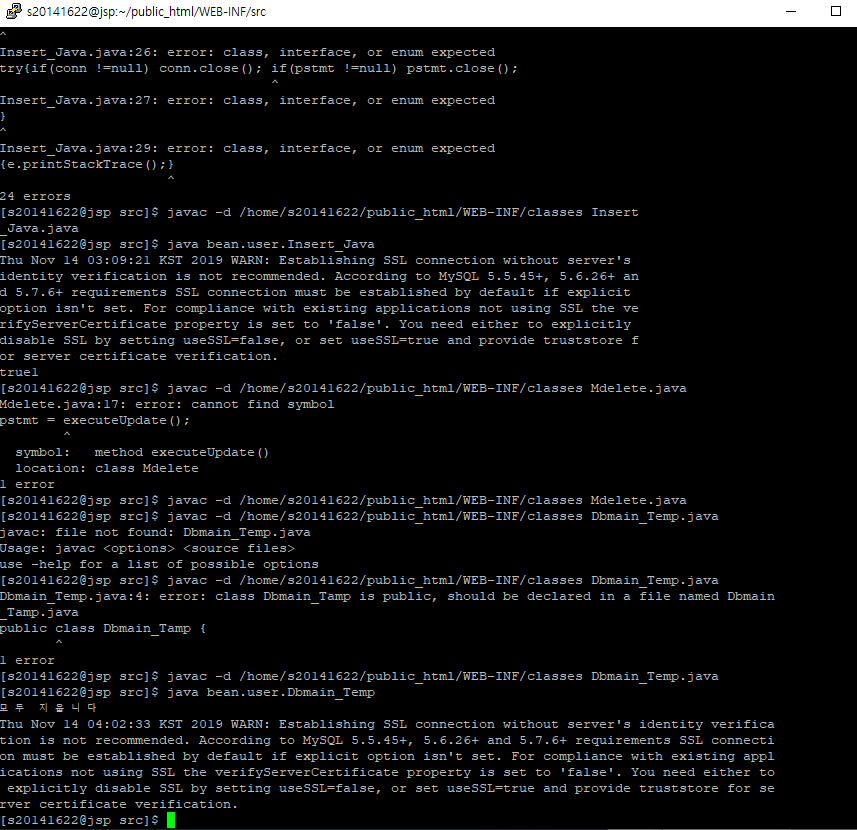 s20141622@jsp:~/public_html/WEB-INF/src
^
Insert_Java.java:26: error: class, interface, or enum expected
try{if(conn !=null) conn.close(); if(pstmt !=null) pstmt.close();
^
Insert_Java.java:27: error: class, interface, or enum expected
}
^
Insert_Java.java:29: error: class, interface, or enum expected
{e.printStackTrace();}
^
24 errors
[s20141622@jsp src]$ javac -d /home/s20141622/public_html/WEB-INF/classes Insert
_Java.java
[s20141622@jsp src]$ java bean.user.Insert_Java
Thu Nov 14 03:09:21 KST 2019 WARN: Establishing SSL connection without server's
identity verification is not recommended. According to MySQL 5.5.45+, 5.6.26+ an
d 5.7.6+ requirements SSL connection must be established by default if explicit
option isn't set. For compliance with existing applications not using SSL the ve
rifyServerCertificate property is set to 'false'. You need either to explicitly
disable SSL by setting useSSL=false, or set useSSL=true and provide truststore f
or server certificate verification.
true1
[s20141622@jsp src]$ javac -d /home/s20141622/public_html/WEB-INF/classes Mdelete.java
Mdelete.java:17: error: cannot find symbol
pstmt = executeUpdate();
^
symbol:   method executeUpdate()
location: class Mdelete
1 error
[s20141622@jsp src]$ javac -d /home/s20141622/public_html/WEB-INF/classes Mdelete.java
[s20141622@jsp src]$ javac -d /home/s20141622/public_html/WEB-INF/classes Dbmain_Temp.java
javac: file not found: Dbmain_Temp.java
Usage: javac <options> <source files>
use -help for a list of possible options
[s20141622@jsp src]$ javac -d /home/s20141622/public_html/WEB-INF/classes Dbmain_Temp.java
Dbmain_Temp.java:4: error: class Dbmain_Tamp is public, should be declared in a file named Dbmain
_Tamp.java
public class Dbmain_Tamp {
^
1 error
[s20141622@jsp src]$ javac -d /home/s20141622/public_html/WEB-INF/classes Dbmain_Temp.java
[s20141622@jsp src]$ java bean.user.Dbmain_Temp
모두 지웁니다
Thu Nov 14 04:02:33 KST 2019 WARN: Establishing SSL connection without server's identity verifica
tion is not recommended. According to MySQL 5.5.45+, 5.6.26+ and 5.7.6+ requirements SSL connecti
on must be established by default if explicit option isn't set. For compliance with existing appl
ications not using SSL the verifyServerCertificate property is set to 'false'. You need either to
explicitly disable SSL by setting useSSL=false, or set useSSL=true and provide truststore for se
rver certificate verification.
[s20141622@jsp src]$